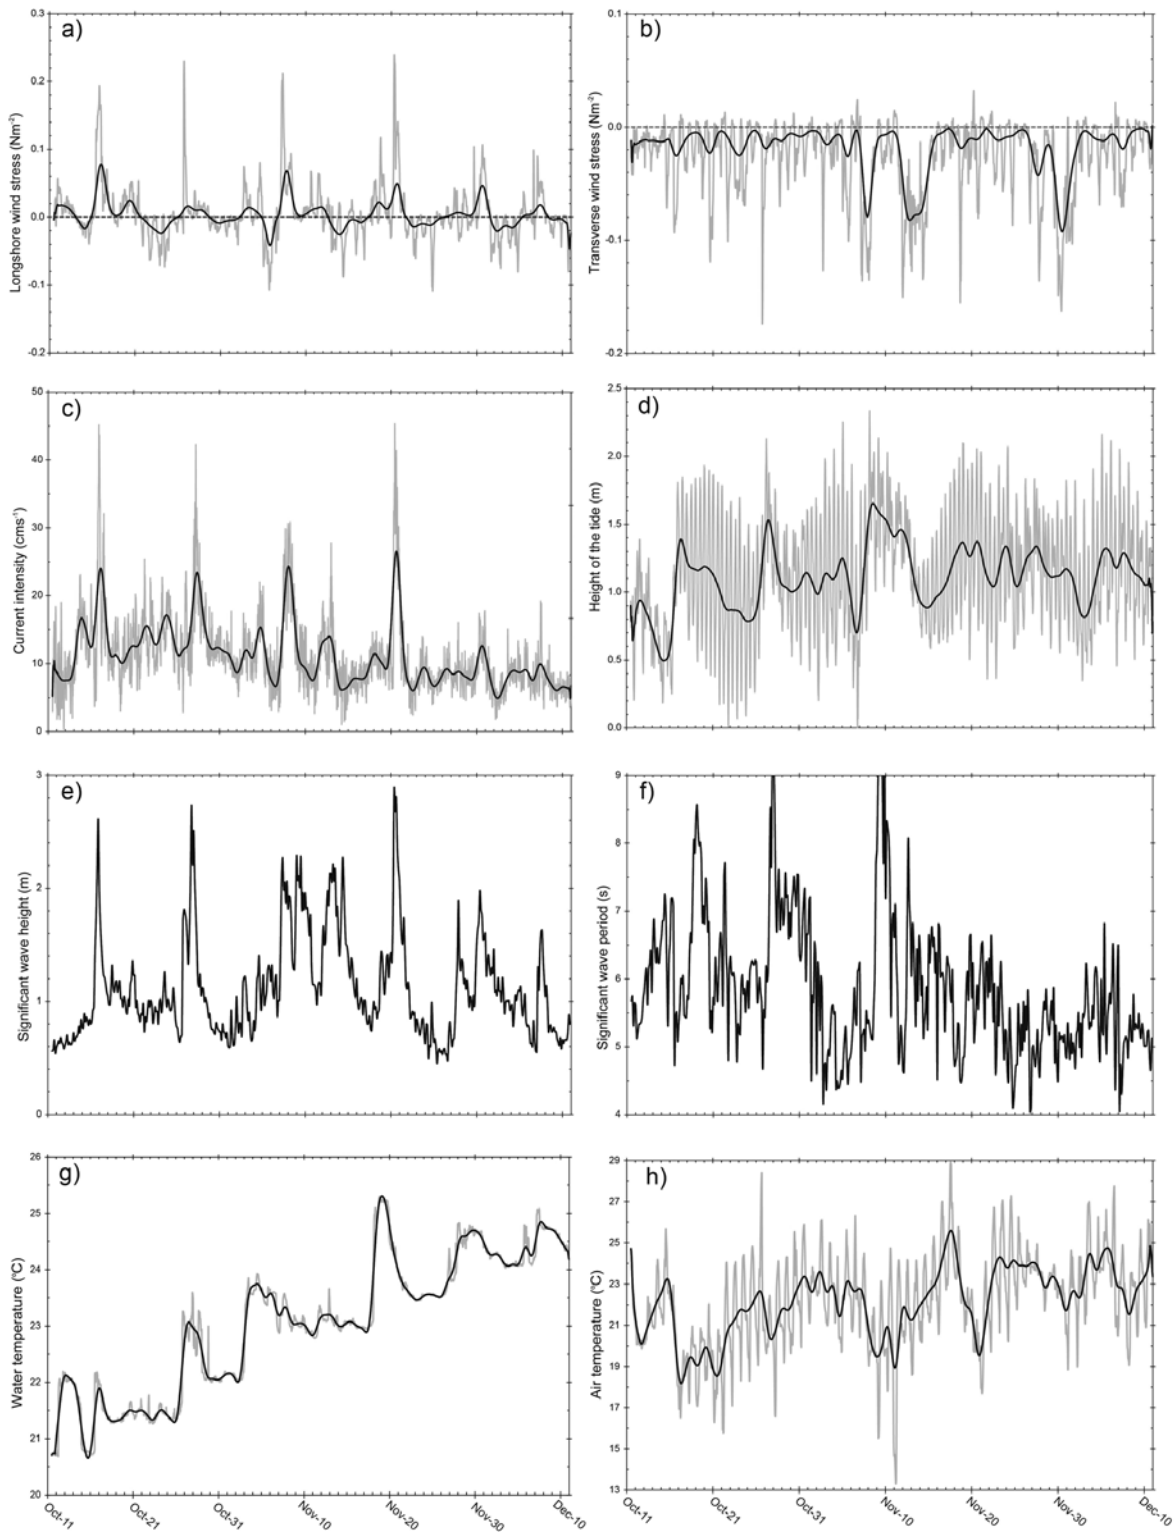 a)
Longshore wind stress (Nm⁻²)
0.3
0.2
0.1
0.0
-0.1
-0.2
b)
Transverse wind stress (Nm⁻²)
0.1
0.0
-0.1
-0.2
c)
Current intensity (cms⁻¹)
50
40
30
20
10
0
d)
Height of the tide (m)
2.5
2.0
1.5
1.0
0.5
0.0
e)
Significant wave height (m)
3
2
1
0
f)
Significant wave period (s)
9
8
7
6
5
4
g)
Water temperature (°C)
26
25
24
23
22
21
20
Oct-11
Oct-21
Oct-31
Nov-10
Nov-20
Nov-30
Dec-10
h)
Air temperature (°C)
29
27
25
23
21
19
17
15
13
Oct-11
Oct-21
Oct-31
Nov-10
Nov-20
Nov-30
Dec-10